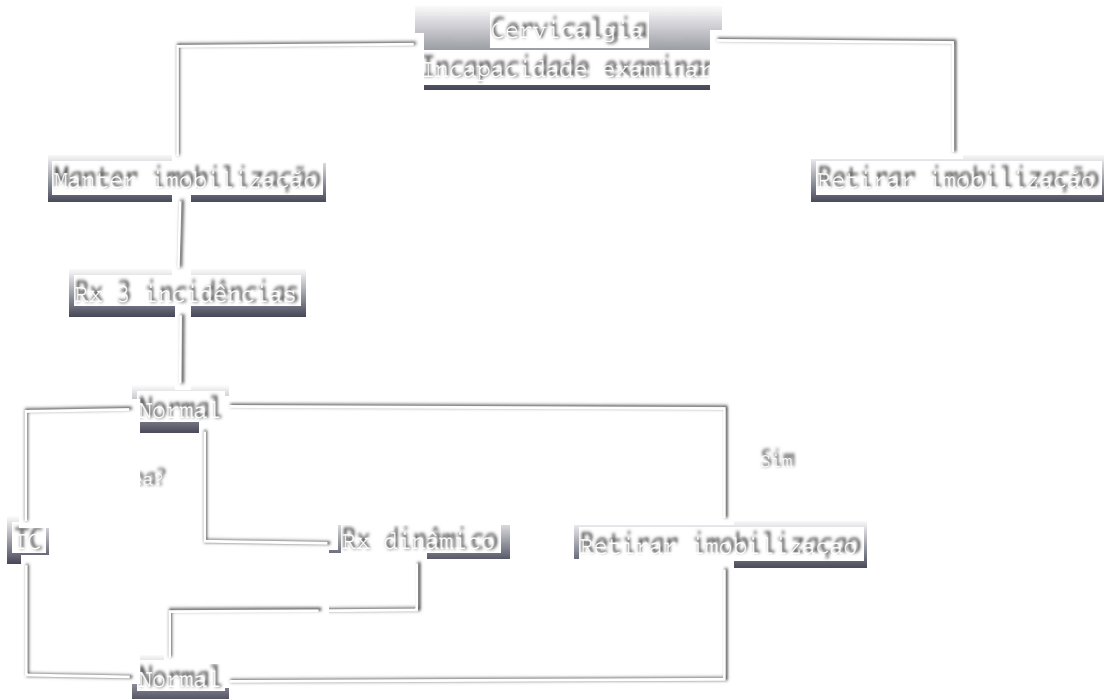 Cervicalgia
Incapacidade examinar
Manter imobilização
Retirar imobilização
Rx 3 incidências
Normal
Sim
TC
Rx dinâmico
Retirar imobilizaçao
Normal